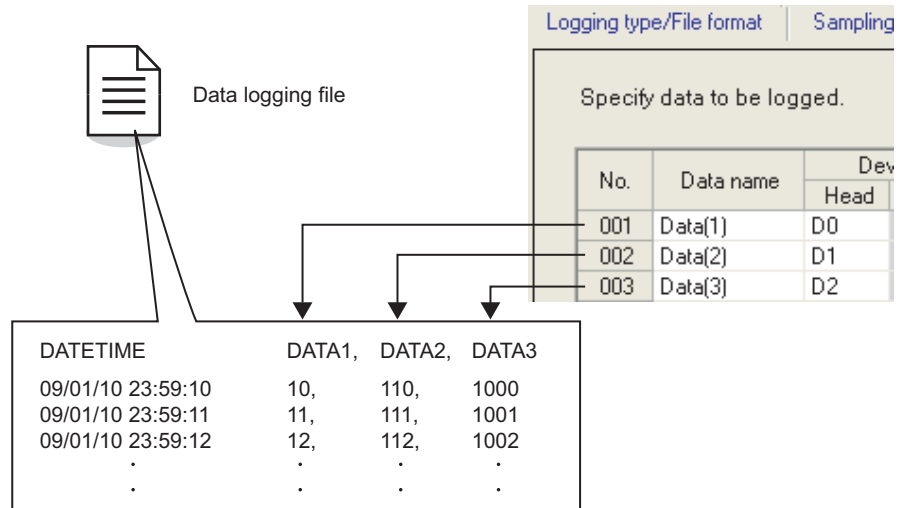 Logging type/File format Sampling
Data logging file
Specify data to be logged.
No. Data name
Head
001 Data(1) D0
002 Data(2) D1
003 Data(3) D2
DATETIME DATA1, DATA2, DATA3
09/01/10 23:59:10 10, 110, 1000
09/01/10 23:59:11 11, 111, 1001
09/01/10 23:59:12 12, 112, 1002